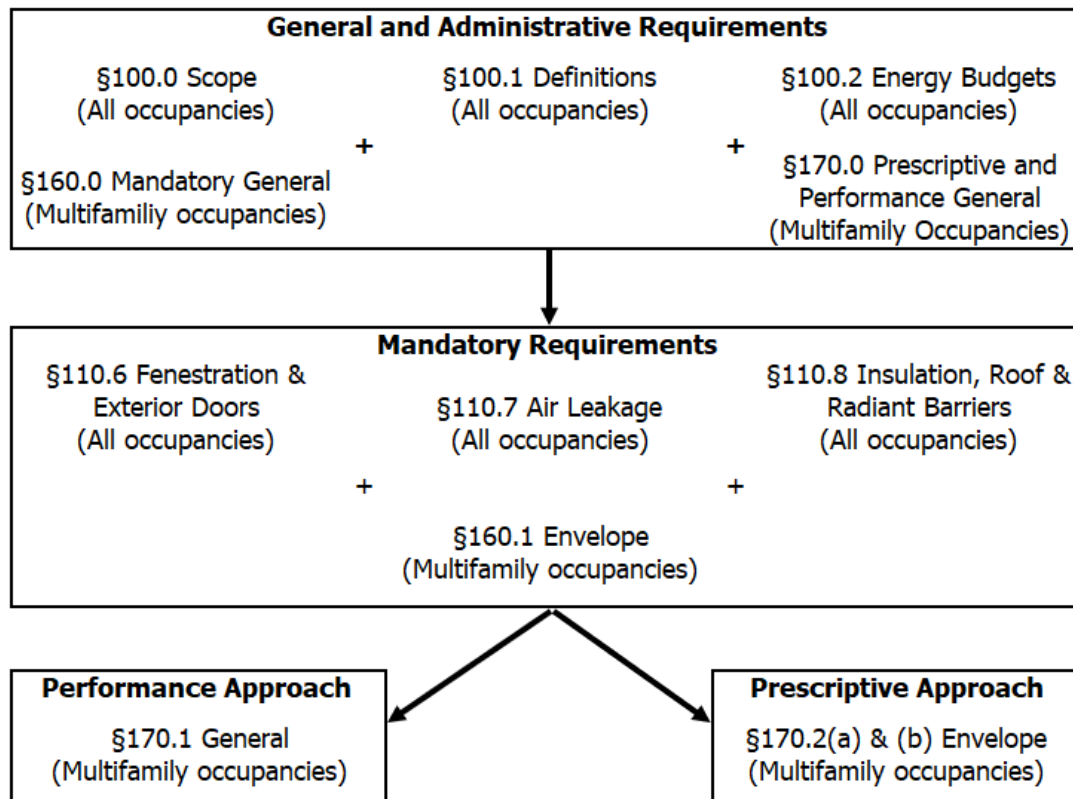 General and Administrative Requirements
§100.0 Scope
(All occupancies)
§100.1 Definitions
(All occupancies)
§100.2 Energy Budgets
(All occupancies)
+
+
§160.0 Mandatory General
(Multifamiliy occupancies)
§170.0 Prescriptive and
Performance General
(Multifamily Occupancies)
Mandatory Requirements
§110.6 Fenestration &
Exterior Doors
(All occupancies)
§110.7 Air Leakage
(All occupancies)
§110.8 Insulation, Roof &
Radiant Barriers
(All occupancies)
+
+
§160.1 Envelope
(Multifamily occupancies)
Performance Approach
§170.1 General
(Multifamily occupancies)
Prescriptive Approach
§170.2(a) & (b) Envelope
(Multifamily occupancies)